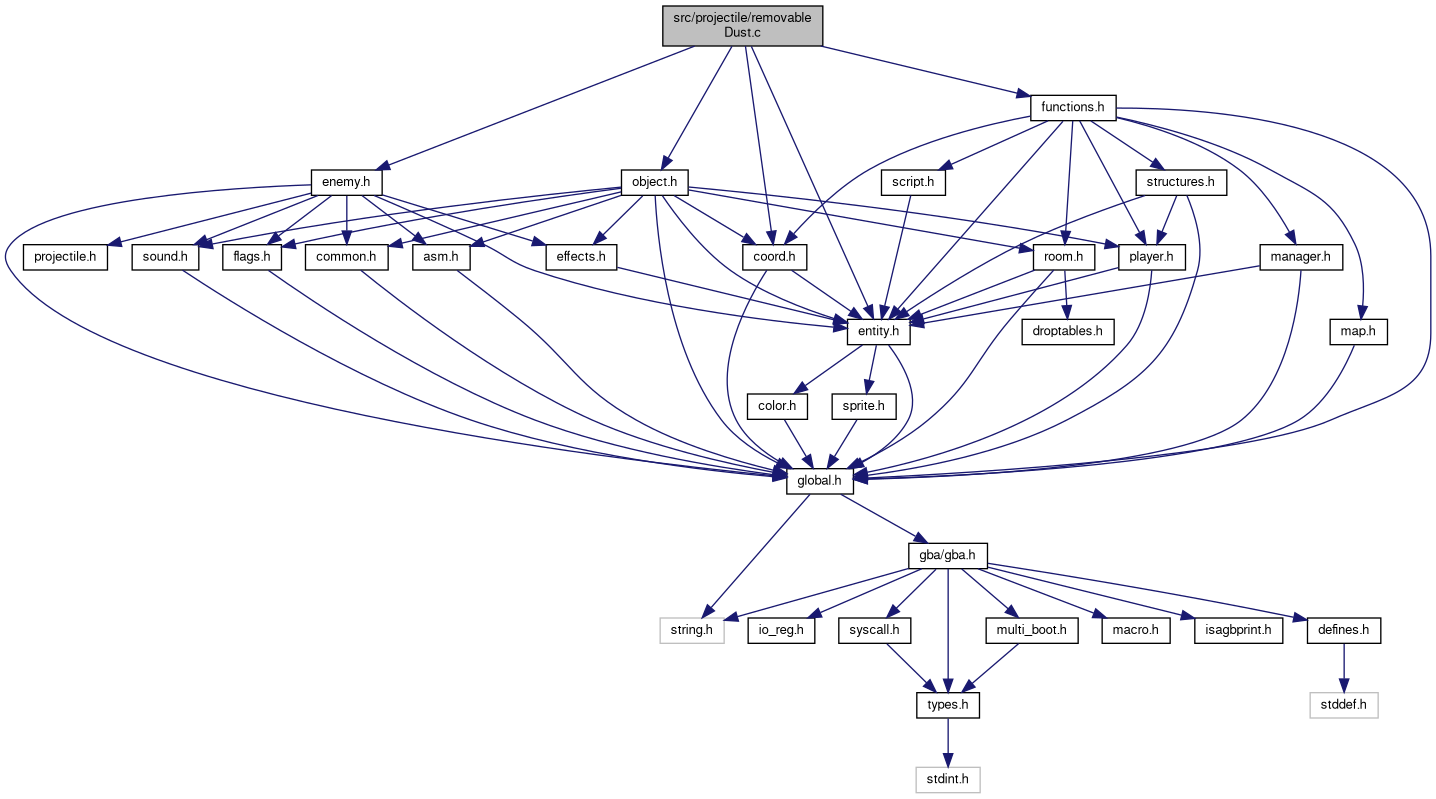 src/projectile/removable
Dust.c
functions.h
enemy.h
object.h
script.h
structures.h
projectile.h
sound.h
flags.h
common.h
asm.h
effects.h
coord.h
room.h
player.h
manager.h
entity.h
droptables.h
map.h
color.h
sprite.h
global.h
gba/gba.h
string.h
io_reg.h
syscall.h
multi_boot.h
macro.h
isagbprint.h
defines.h
types.h
stddef.h
stdint.h